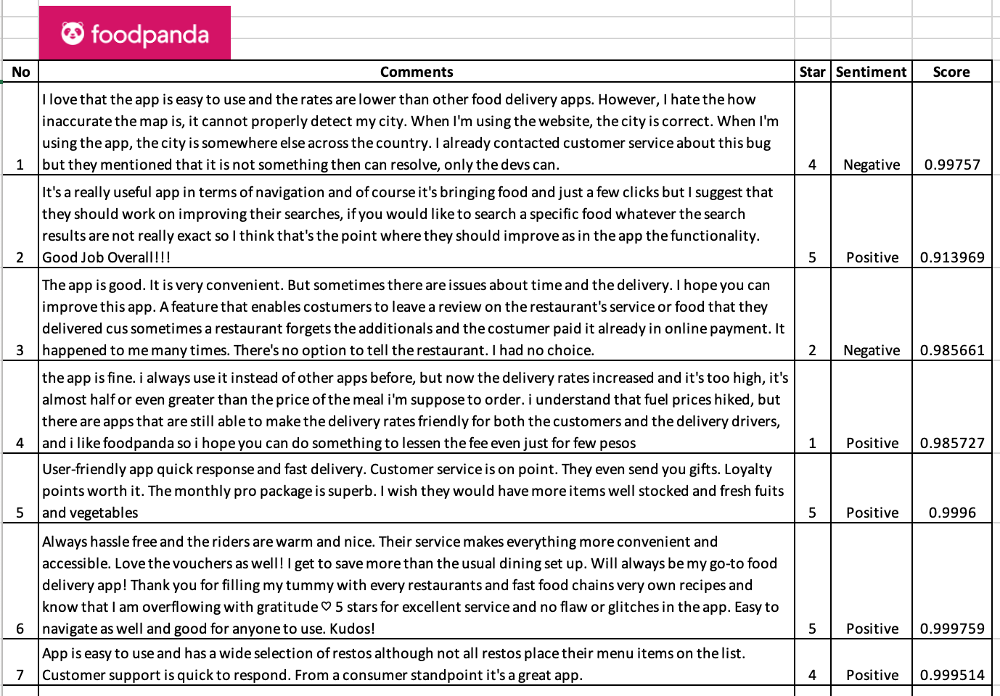 foodpanda
No Comments Star Sentiment Score
I love that the app is easy to use and the rates are lower than other food delivery apps. However, I hate the how
inaccurate the map is, it cannot properly detect my city. When I'm using the website, the city is correct. When I'm
using the app, the city is somewhere else across the country. I already contacted customer service about this bug
1 but they mentioned that it is not something then can resolve, only the devs can. 4 Negative 0.99757
It's a really useful app in terms of navigation and of course it's bringing food and just a few clicks but I suggest that
they should work on improving their searches, if you would like to search a specific food whatever the search
results are not really exact so I think that's the point where they should improve as in the app the functionality.
2 Good Job Overall!!! 5 Positive 0.913969
The app is good. It is very convenient. But sometimes there are issues about time and the delivery. I hope you can
improve this app. A feature that enables costumers to leave a review on the restaurant's service or food that they
delivered cus sometimes a restaurant forgets the additionals and the costumer paid it already in online payment. It
3 happened to me many times. There's no option to tell the restaurant. I had no choice. 2 Negative 0.985661
the app is fine. i always use it instead of other apps before, but now the delivery rates increased and it's too high, it's
almost half or even greater than the price of the meal i'm suppose to order. i understand that fuel prices hiked, but
there are apps that are still able to make the delivery rates friendly for both the customers and the delivery drivers,
4 and i like foodpanda so i hope you can do something to lessen the fee even just for few pesos 1 Positive 0.985727
User-friendly app quick response and fast delivery. Customer service is on point. They even send you gifts. Loyalty
points worth it. The monthly pro package is superb. I wish they would have more items well stocked and fresh fuits
5 and vegetables 5 Positive 0.9996
Always hassle free and the riders are warm and nice. Their service makes everything more convenient and
accessible. Love the vouchers as well! I get to save more than the usual dining set up. Will always be my go-to food
delivery app! Thank you for filling my tummy with every restaurants and fast food chains very own recipes and
know that I am overflowing with gratitude♡ 5 stars for excellent service and no flaw or glitches in the app. Easy to
6 navigate as well and good for anyone to use. Kudos! 5 Positive 0.999759
App is easy to use and has a wide selection of restos although not all restos place their menu items on the list.
7 Customer support is quick to respond. From a consumer standpoint it's a great app. 4 Positive 0.999514